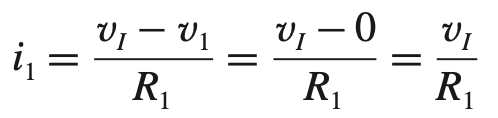 i₁ = (v_I − v₁)/R₁ = (v_I − 0)/R₁ = v_I/R₁